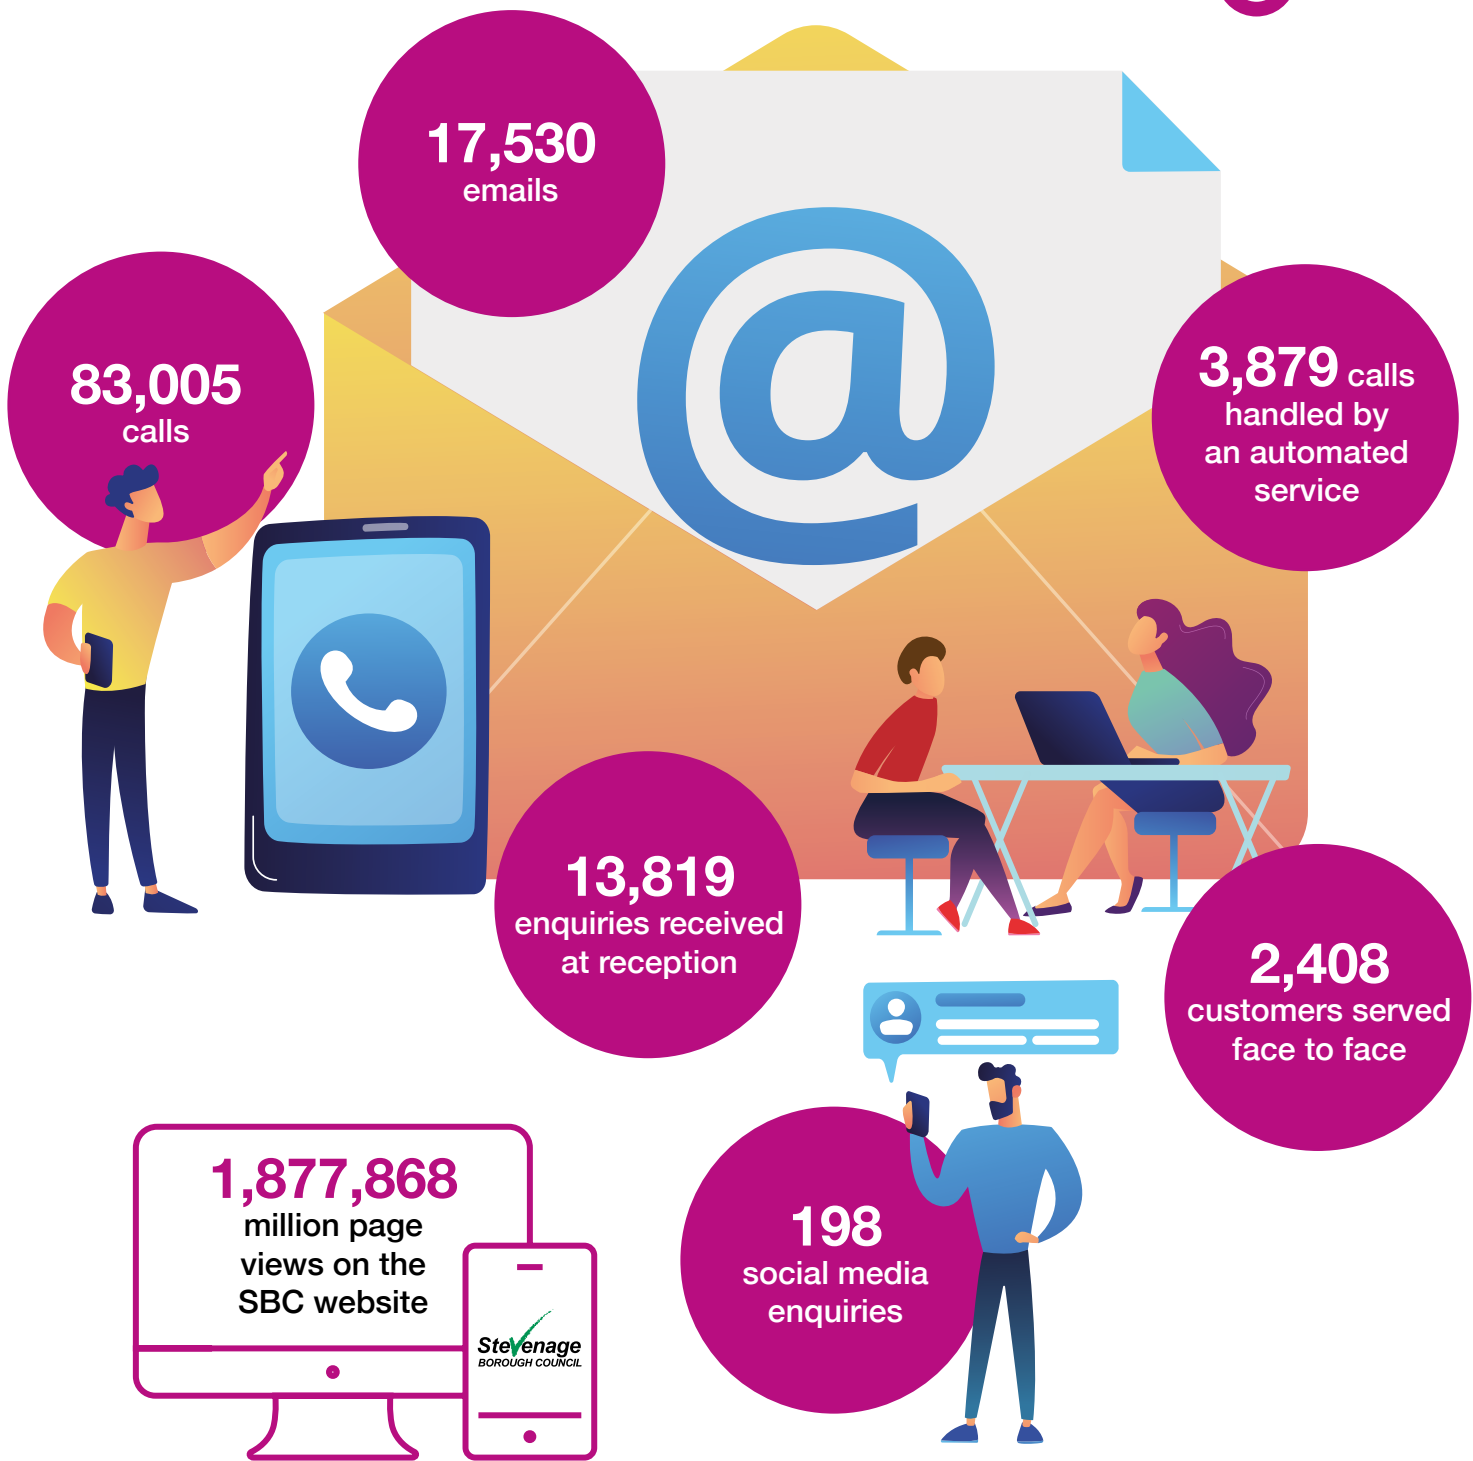 17,530
emails
83,005
calls
3,879 calls
handled by
an automated
service
@
13,819
enquiries received
at reception
2,408
customers served
face to face
1,877,868
million page
views on the
SBC website
Stevenage
BOROUGH COUNCIL
198
social media
enquiries